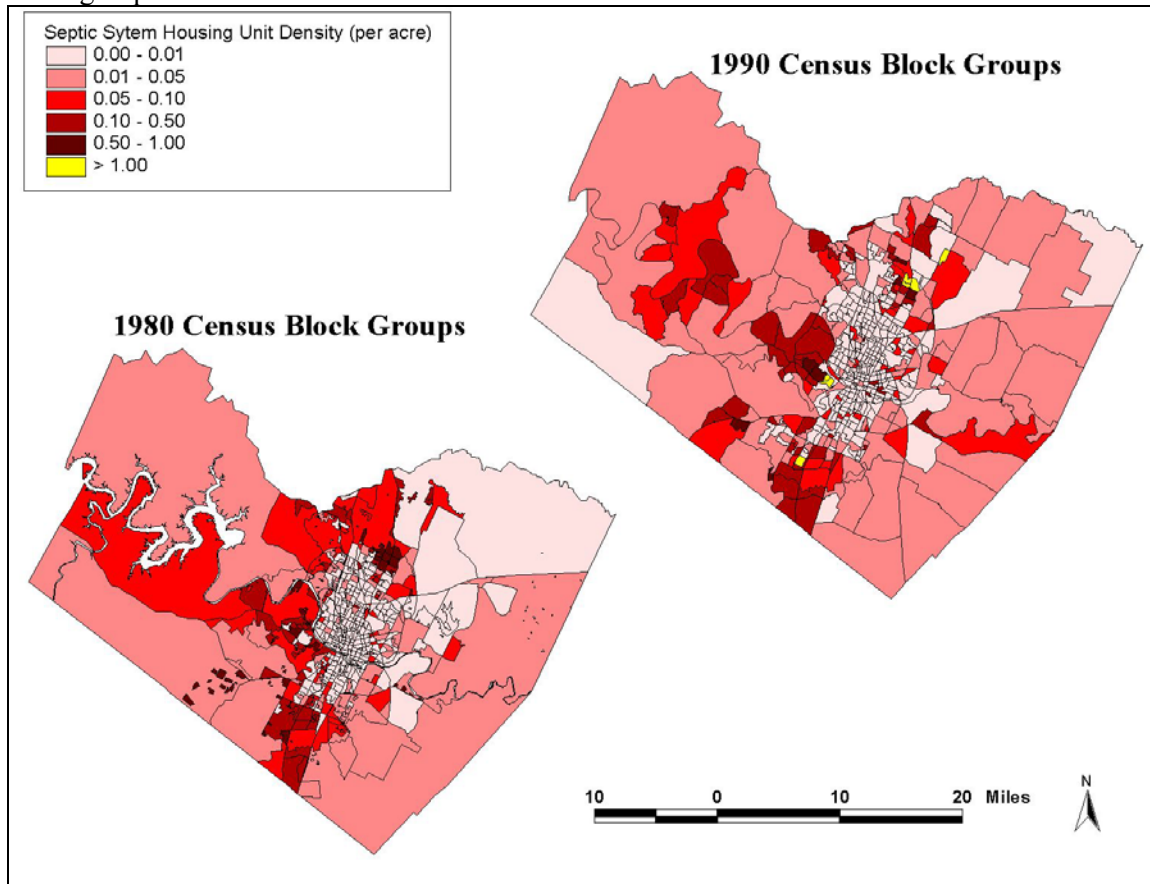 Septic Sytem Housing Unit Density (per acre)
0.00 - 0.01
0.01 - 0.05
0.05 - 0.10
0.10 - 0.50
0.50 - 1.00
> 1.00
1990 Census Block Groups
1980 Census Block Groups
10 0 10 20 Miles
N